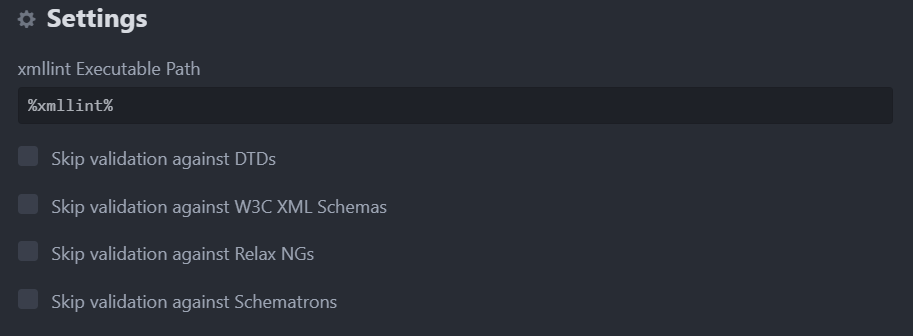 Settings
xmllint Executable Path
%xmllint%
Skip validation against DTDs
Skip validation against W3C XML Schemas
Skip validation against Relax NGs
Skip validation against Schematrons